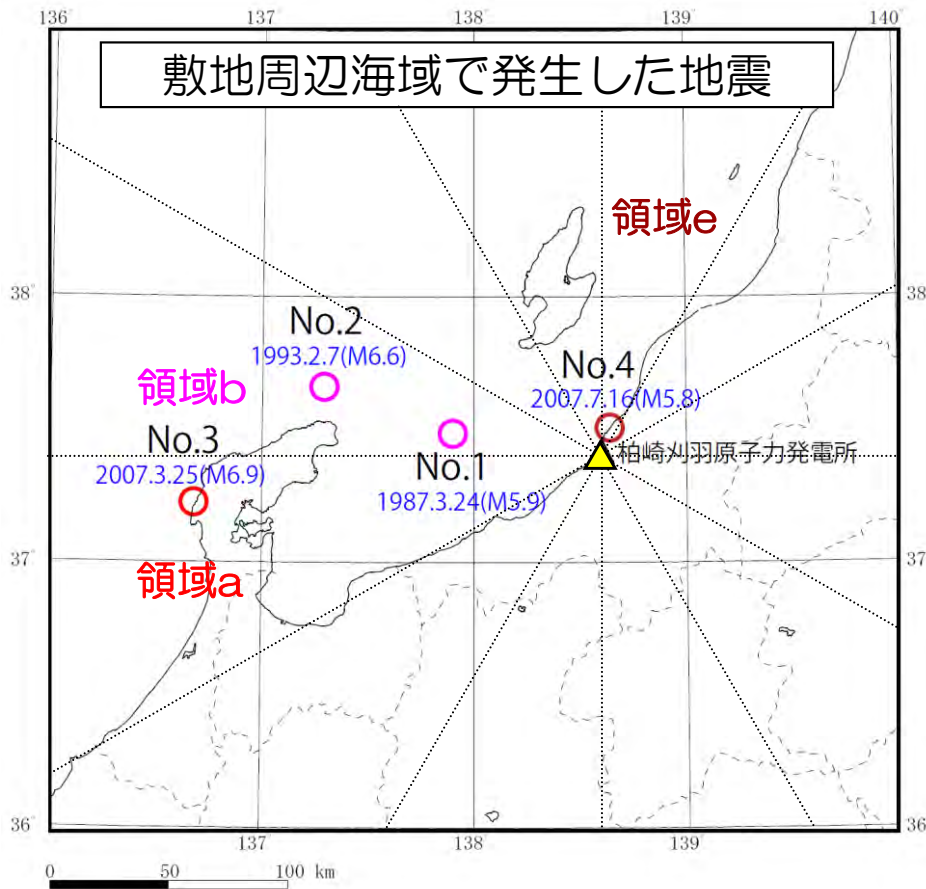 136° 137° 138° 139° 140°
敷地周辺海域で発生した地震
領域e
38° 38
No.2
1993.2.7(M6.6)
領域b
No.4
2007.7.16(M5.8)
No.3
2007.3.25(M6.9)
No.1
1987.3.24(M5.9)
柏崎刈羽原子力発電所
37° 37
領域a
36° 36
137 138 139
0 50 100 km